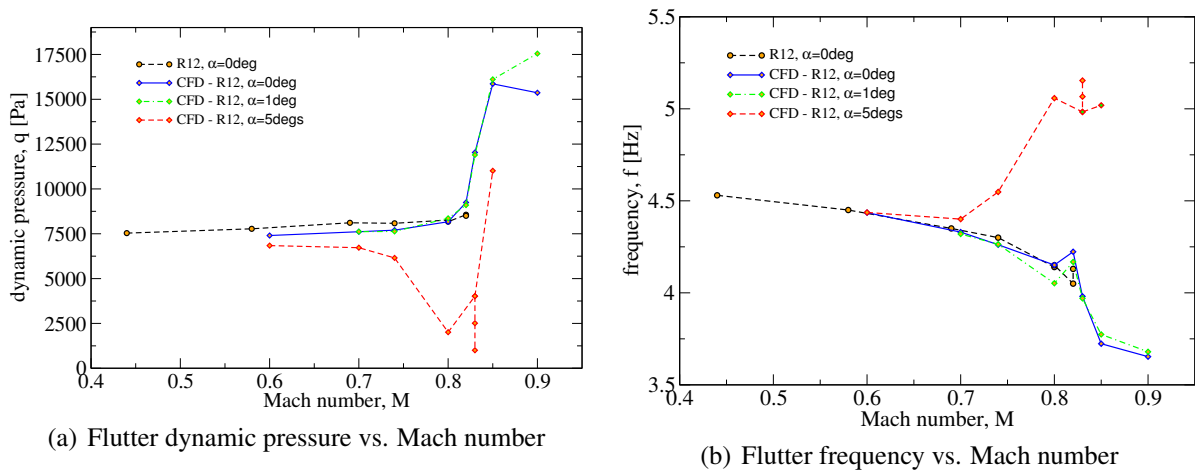 17500
15000
12500
10000
7500
5000
2500
0
dynamic pressure, q [Pa]
R12, α=0deg
CFD - R12, α=0deg
CFD - R12, α=1deg
CFD - R12, α=5degs
0.4 0.5 0.6 0.7 0.8 0.9
Mach number, M
(a) Flutter dynamic pressure vs. Mach number
5.5
5
4.5
4
3.5
frequency, f [Hz]
R12, α=0deg
CFD - R12, α=0deg
CFD - R12, α=1deg
CFD - R12, α=5degs
0.4 0.5 0.6 0.7 0.8 0.9
Mach number, M
(b) Flutter frequency vs. Mach number